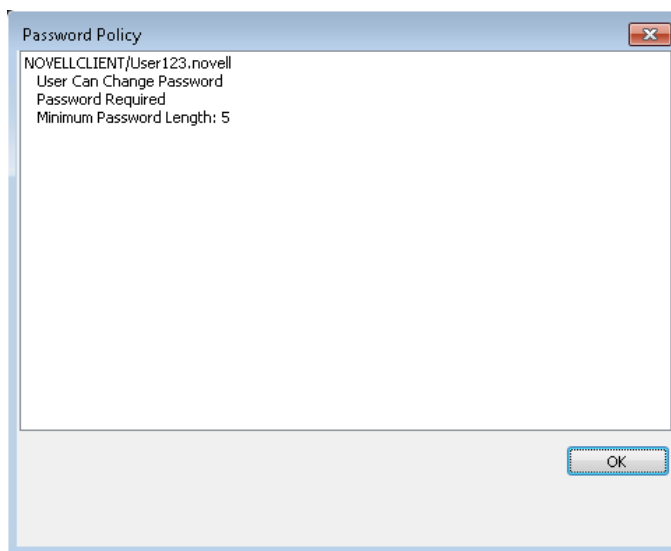 Password Policy
NOVELLCLIENT/User123.novell
User Can Change Password
Password Required
Minimum Password Length: 5
OK